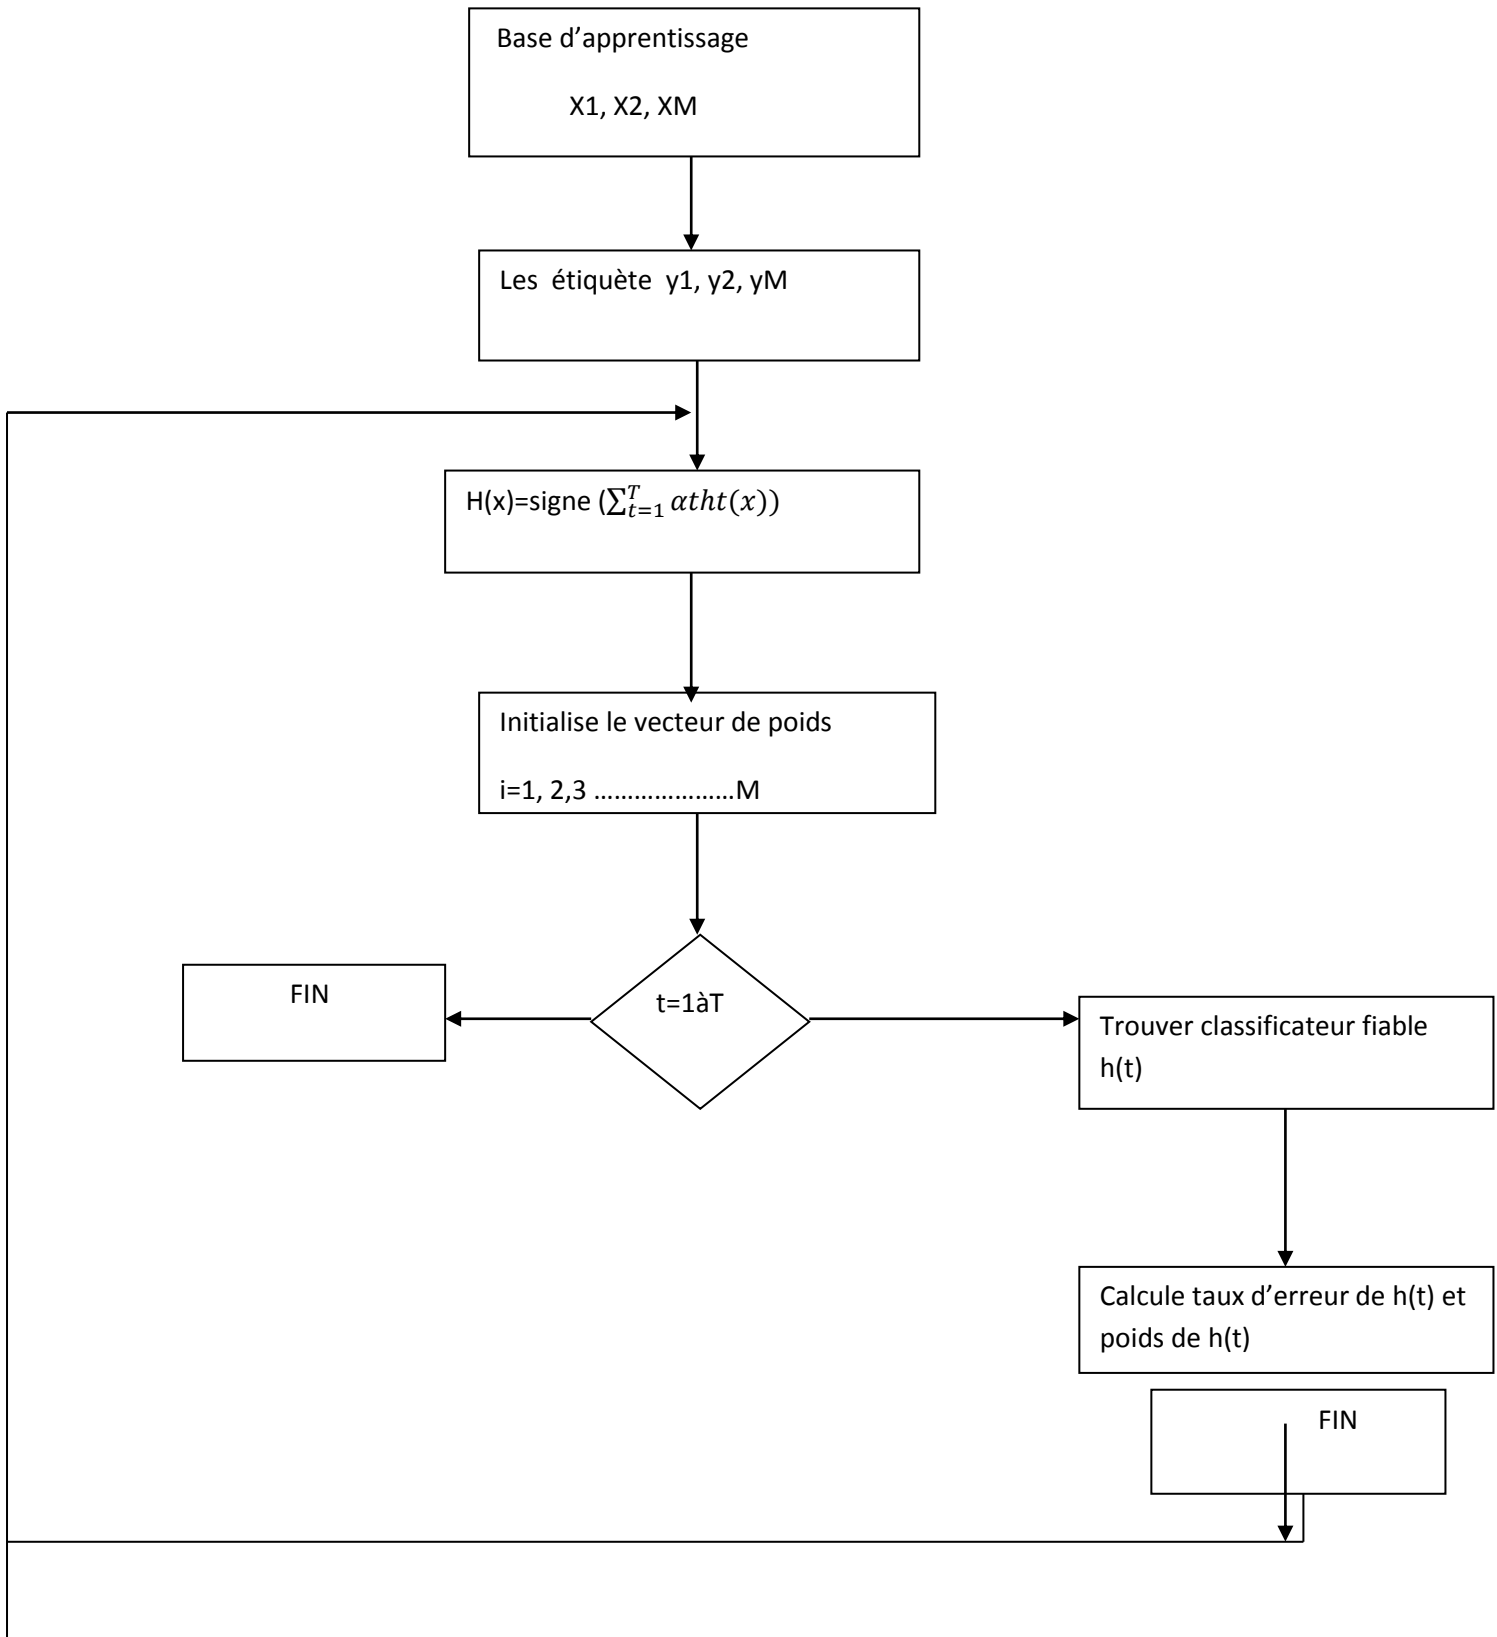 Base d’apprentissage
X1, X2, XM
Les étiquète y1, y2, yM
H(x)=signe (∑_{t=1}^{T} 𝛼𝑡ℎ𝑡(𝑥))
Initialise le vecteur de poids
i=1, 2,3 …………………M
t=1àT
FIN
Trouver classificateur fiable
h(t)
Calcule taux d’erreur de h(t) et
poids de h(t)
FIN